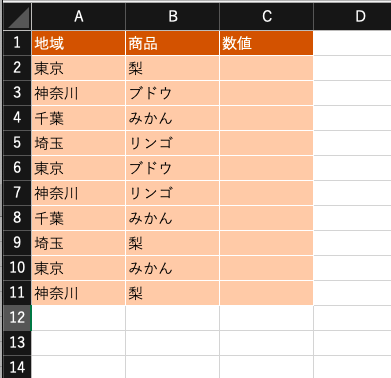 A B C D
1 地域 商品 数値
2 東京 梨
3 神奈川 ブドウ
4 千葉 みかん
5 埼玉 リンゴ
6 東京 ブドウ
7 神奈川 リンゴ
8 千葉 みかん
9 埼玉 梨
10 東京 みかん
11 神奈川 梨
12
13
14